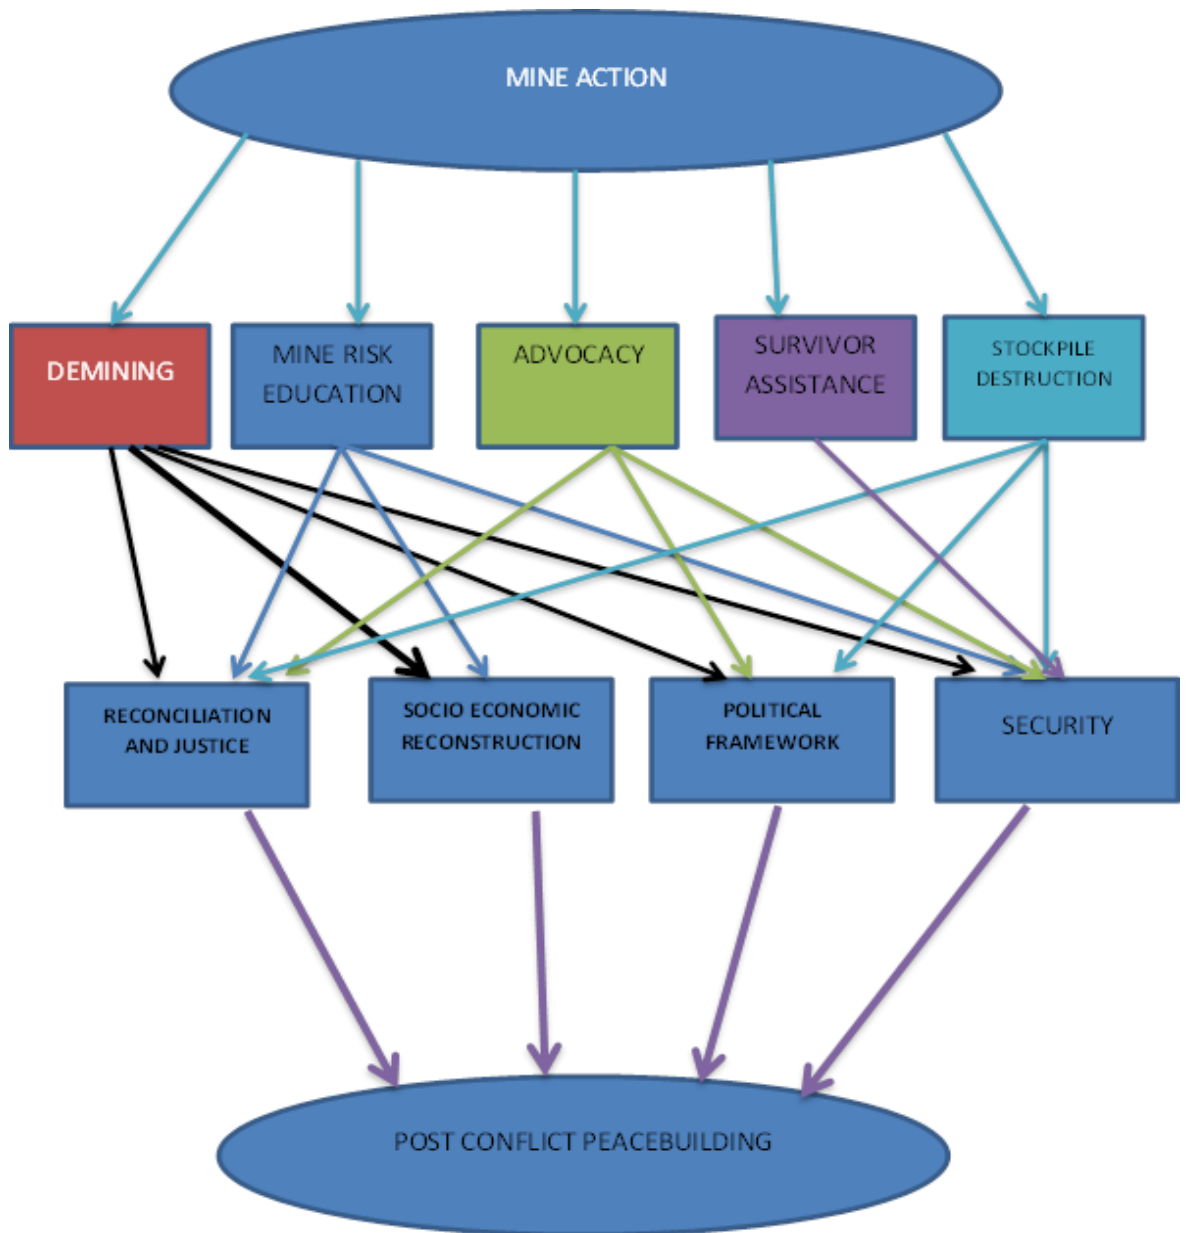 MINE ACTION
DEMINING
MINE RISK
EDUCATION
ADVOCACY
SURVIVOR
ASSISTANCE
STOCKPILE
DESTRUCTION
RECONCILIATION
AND JUSTICE
SOCIO ECONOMIC
RECONSTRUCTION
POLITICAL
FRAMEWORK
SECURITY
POST CONFLICT PEACEBUILDING